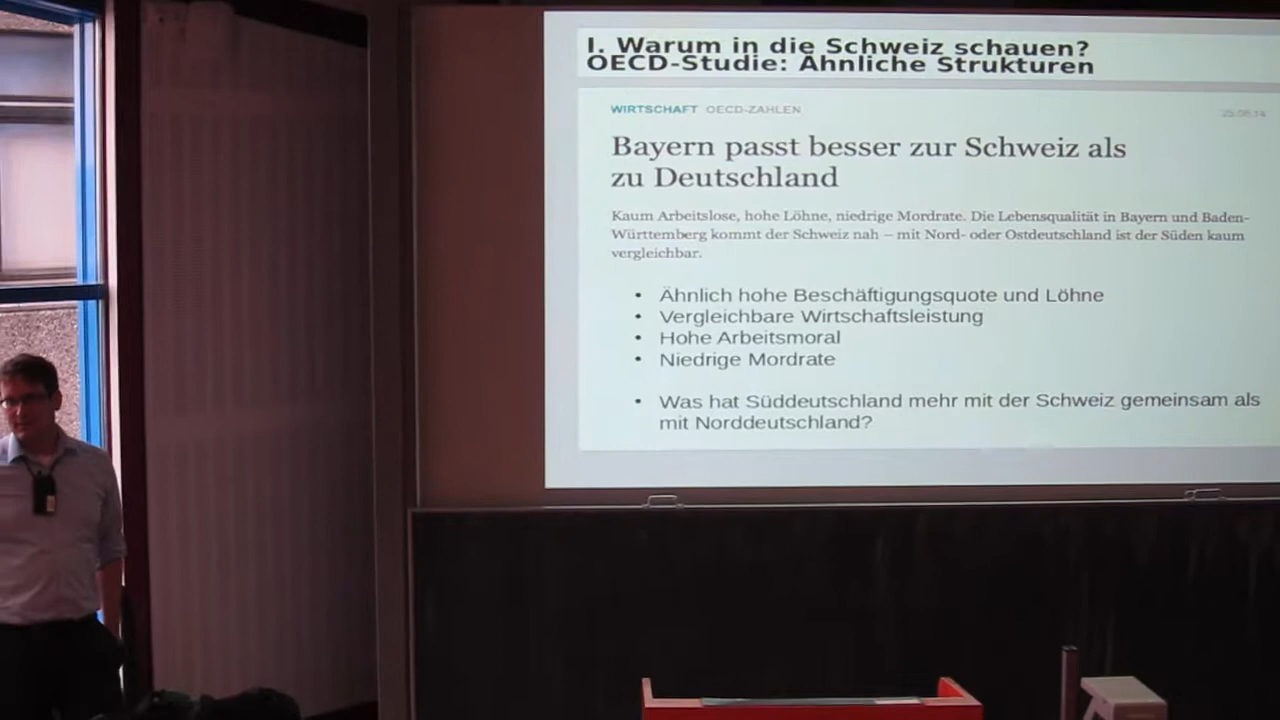 I. Warum in die Schweiz schauen?
OECD-Studie: Ähnliche Strukturen
WIRTSCHAFT OECD-ZAHLEN
25.06.14
Bayern passt besser zur Schweiz als
zu Deutschland
Kaum Arbeitslose, hohe Löhne, niedrige Mordrate. Die Lebensqualität in Bayern und Baden-
Württemberg kommt der Schweiz nah – mit Nord- oder Ostdeutschland ist der Süden kaum
vergleichbar.
• Ähnlich hohe Beschäftigungsquote und Löhne
• Vergleichbare Wirtschaftsleistung
• Hohe Arbeitsmoral
• Niedrige Mordrate
• Was hat Süddeutschland mehr mit der Schweiz gemeinsam als
mit Norddeutschland?